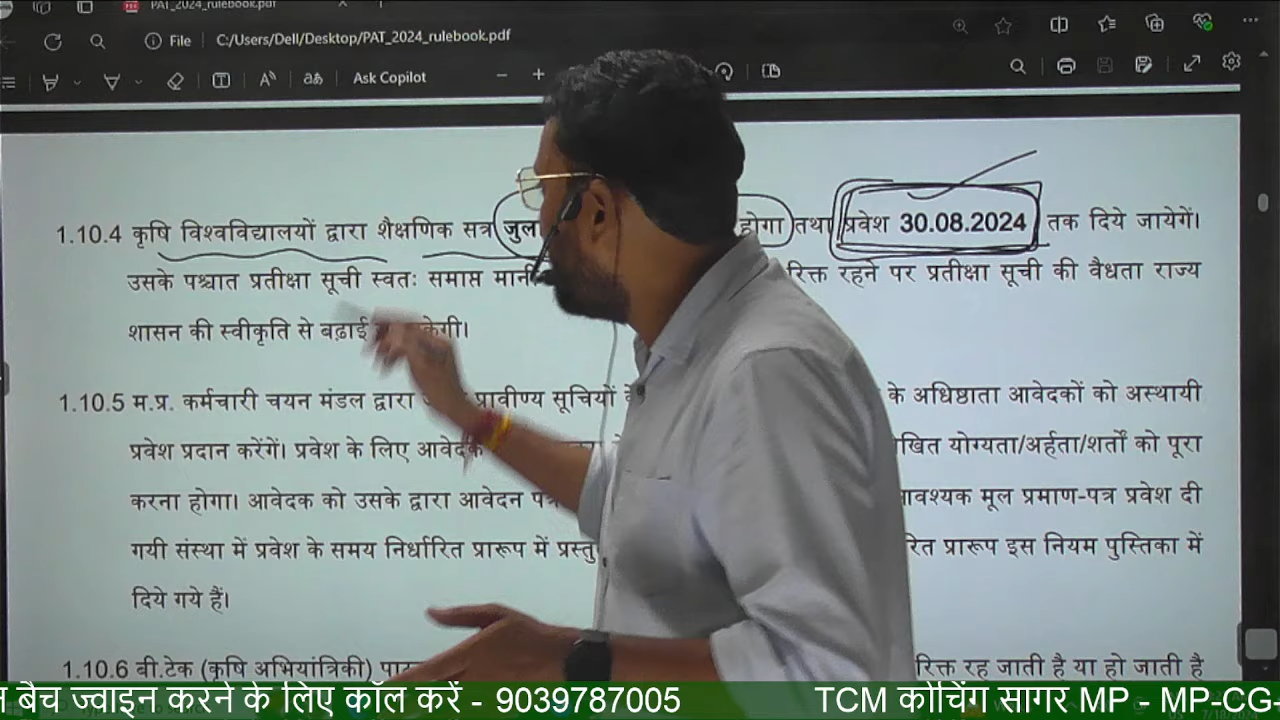 PAT_2024_rulebook.pdf
File C:/Users/Dell/Desktop/PAT_2024_rulebook.pdf
Ask Copilot
1.10.4 कृषि विश्वविद्यालयों द्वारा शैक्षणिक सत्र होगा तथा प्रवेश 30.08.2024 तक दिये जायेगें।
उसके पश्चात प्रतीक्षा सूची स्वतः समाप्त रहने पर प्रतीक्षा सूची की वैधता राज्य
शासन की स्वीकृति से बढ़ाई
1.10.5 म.प्र. कर्मचारी चयन मंडल द्वारा प्रावीण्य सूचियों के अधिष्ठाता आवेदकों को अस्थायी
प्रवेश प्रदान करेंगें। प्रवेश के लिए योग्यता/अर्हता/शर्तों को पूरा
करना होगा। आवेदक को उसके द्वारा आवेदन मूल प्रमाण-पत्र प्रवेश दी
गयी संस्था में प्रवेश के समय निर्धारित प्रारूप में प्रारूप इस नियम पुस्तिका में
दिये गये हैं।
1.10.6 बी.टेक (कृषि अभियांत्रिकी) रह जाती है या हो जाती है
बैच ज्वाइन करने के लिए कॉल करें - 9039787005 TCM कोचिंग सागर MP - MP-CG